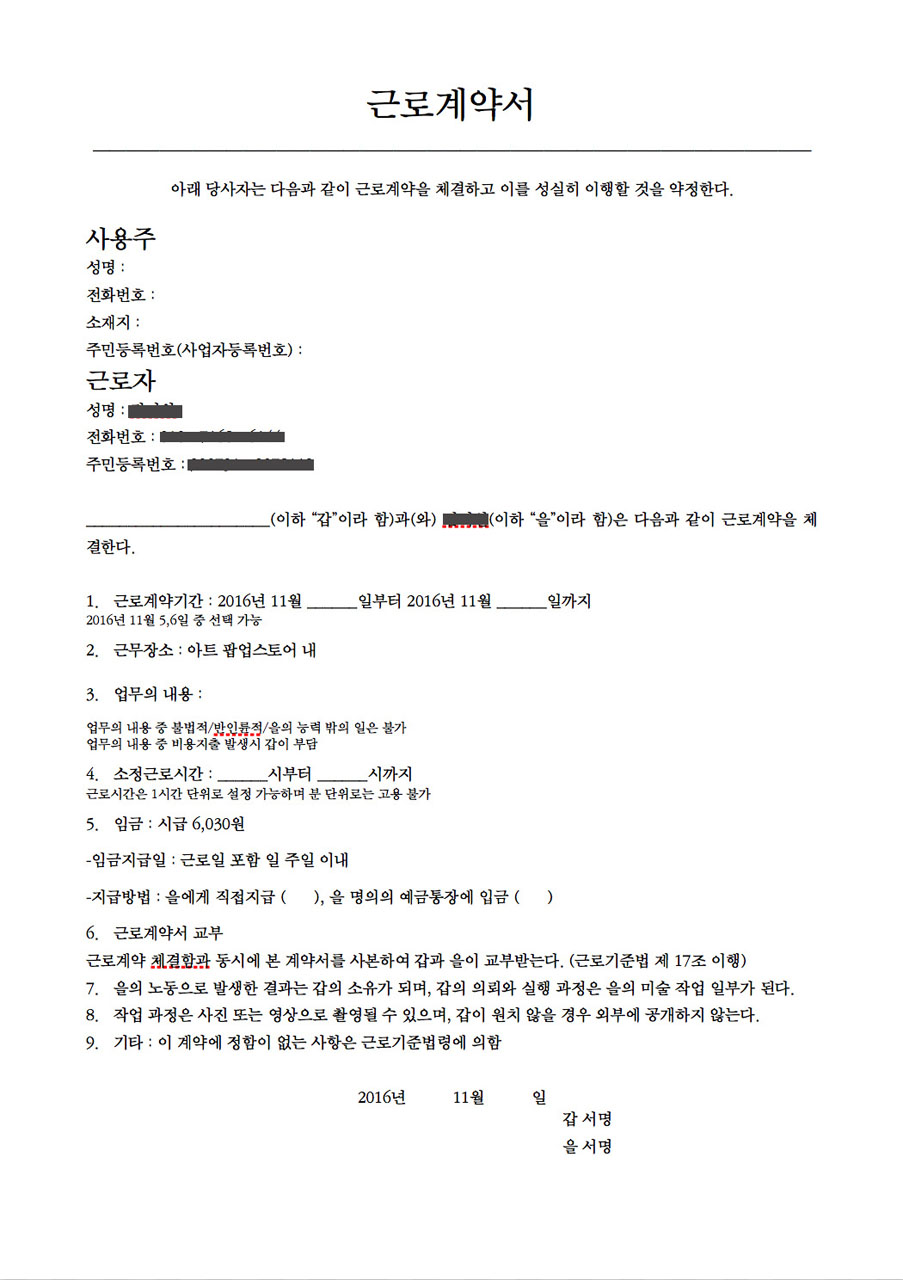 근로계약서
아래 당사자는 다음과 같이 근로계약을 체결하고 이를 성실히 이행할 것을 약정한다.
사용주
성명 :
전화번호 :
소재지 :
주민등록번호(사업자등록번호) :
근로자
성명 :
전화번호 :
주민등록번호 :
______________________(이하 “갑”이라 함)과(와) (이하 “을”이라 함)은 다음과 같이 근로계약을 체
결한다.
1. 근로계약기간 : 2016년 11월 ______일부터 2016년 11월 ______일까지
2016년 11월 5,6일 중 선택 가능
2. 근무장소 : 아트 팝업스토어 내
3. 업무의 내용 :
업무의 내용 중 불법적/반인륜적/을의 능력 밖의 일은 불가
업무의 내용 중 비용지출 발생시 갑이 부담
4. 소정근로시간 : ______시부터 ______시까지
근로시간은 1시간 단위로 설정 가능하며 분 단위로는 고용 불가
5. 임금 : 시급 6,030원
-임금지급일 : 근로일 포함 일 주일 이내
-지급방법 : 을에게 직접지급 ( ), 을 명의의 예금통장에 입금 ( )
6. 근로계약서 교부
근로계약 체결함과 동시에 본 계약서를 사본하여 갑과 을이 교부받는다. (근로기준법 제 17조 이행)
7. 을의 노동으로 발생한 결과는 갑의 소유가 되며, 갑의 의뢰와 실행 과정은 을의 미술 작업 일부가 된다.
8. 작업 과정은 사진 또는 영상으로 촬영될 수 있으며, 갑이 원치 않을 경우 외부에 공개하지 않는다.
9. 기타 : 이 계약에 정함이 없는 사항은 근로기준법령에 의함
2016년 11월 일
갑 서명
을 서명